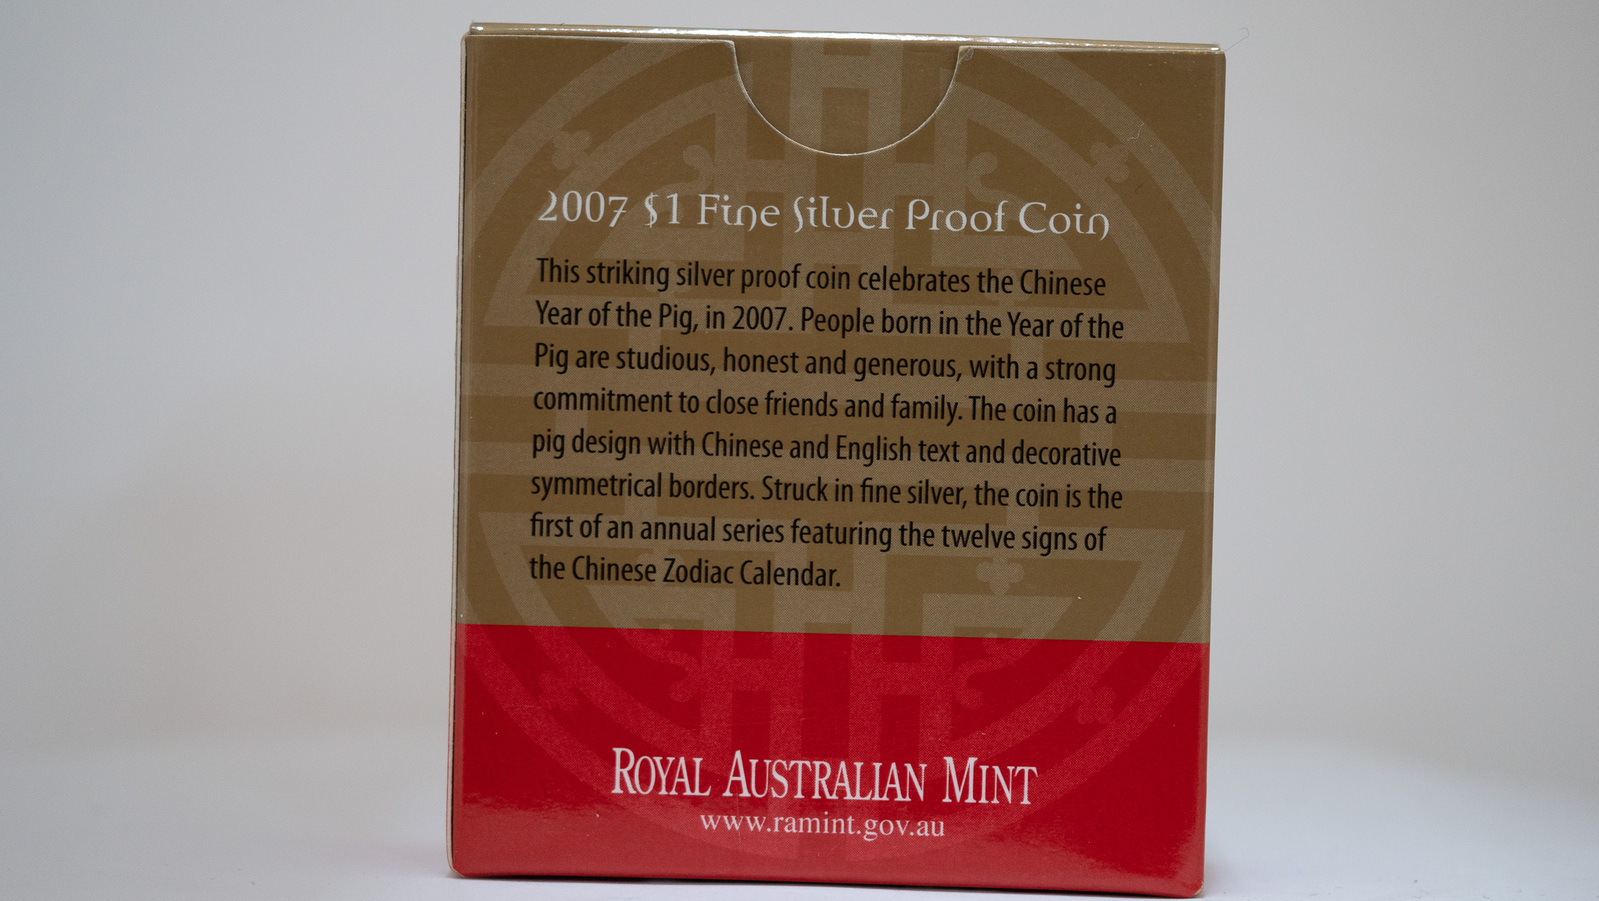 2007 $1 Fine Silver Proof Coin
This striking silver proof coin celebrates the Chinese
Year of the Pig, in 2007. People born in the Year of the
Pig are studious, honest and generous, with a strong
commitment to close friends and family. The coin has a
pig design with Chinese and English text and decorative
symmetrical borders. Struck in fine silver, the coin is the
first of an annual series featuring the twelve signs of
the Chinese Zodiac Calendar.
ROYAL AUSTRALIAN MINT
www.ramint.gov.au